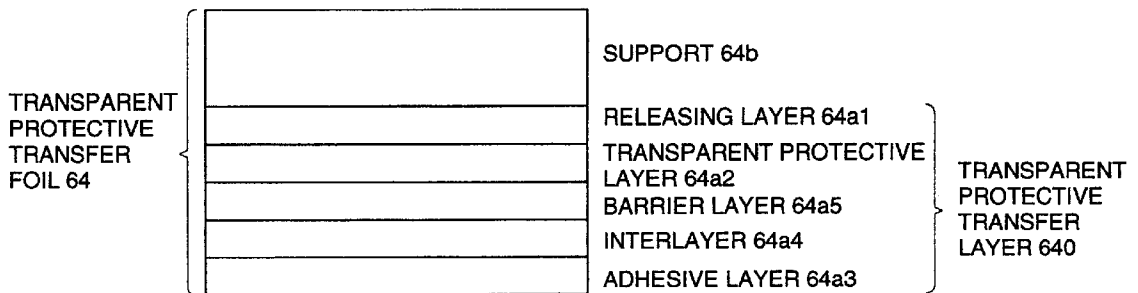 TRANSPARENT
PROTECTIVE
TRANSFER
FOIL 64
SUPPORT 64b
RELEASING LAYER 64a1
TRANSPARENT PROTECTIVE
LAYER 64a2
BARRIER LAYER 64a5
INTERLAYER 64a4
ADHESIVE LAYER 64a3
TRANSPARENT
PROTECTIVE
TRANSFER
LAYER 640